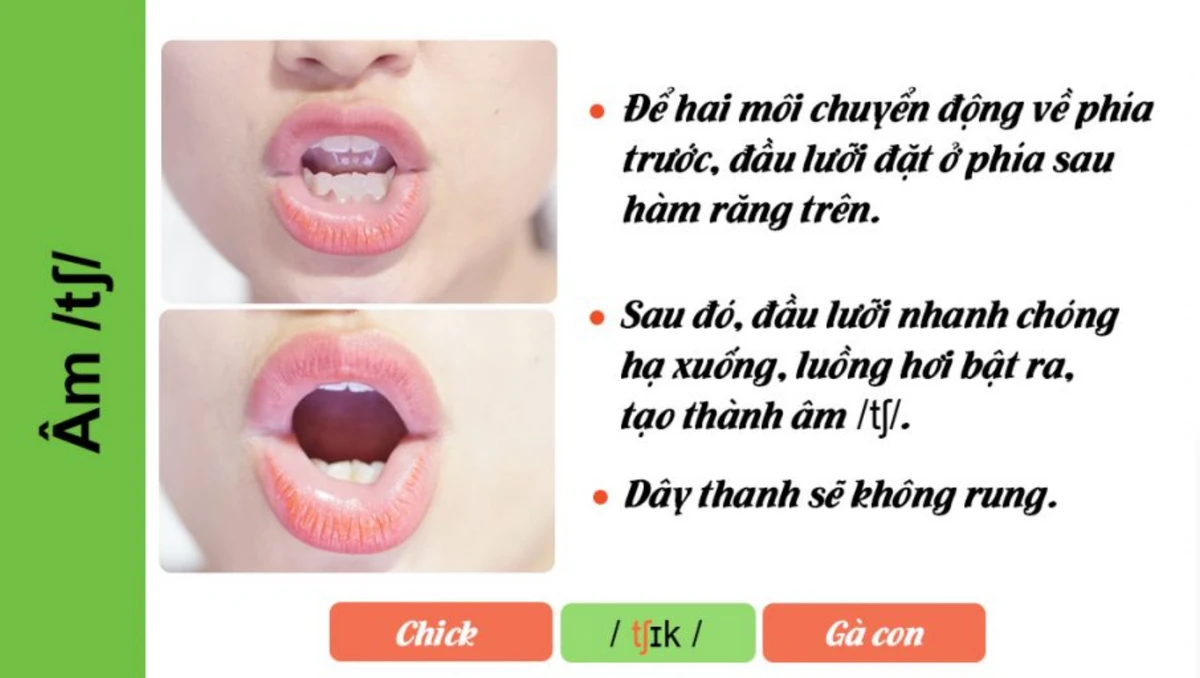 Âm /tʃ/
• Để hai môi chuyển động về phía
trước, đầu lưỡi đặt ở phía sau
hàm răng trên.
• Sau đó, đầu lưỡi nhanh chóng
hạ xuống, luồng hơi bật ra,
tạo thành âm /tʃ/.
• Dây thanh sẽ không rung.
Chick
/ tʃɪk /
Gà con